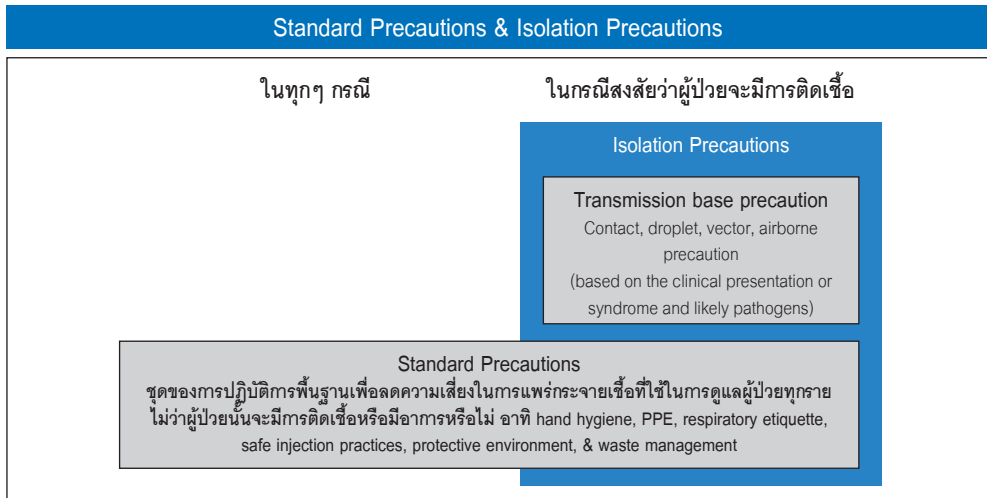 Standard Precautions & Isolation Precautions
ในทุกๆ กรณี
ในกรณีสงสัยว่าผู้ป่วยจะมีการติดเชื้อ
Isolation Precautions
Transmission base precaution
Contact, droplet, vector, airborne
precaution
(based on the clinical presentation or
syndrome and likely pathogens)
Standard Precautions
ชุดของการปฏิบัติการพื้นฐานเพื่อลดความเสี่ยงในการแพร่กระจายเชื้อที่ใช้ในการดูแลผู้ป่วยทุกราย
ไม่ว่าผู้ป่วยนั้นจะมีการติดเชื้อหรือมีอาการหรือไม่ อาทิ hand hygiene, PPE, respiratory etiquette,
safe injection practices, protective environment, & waste management